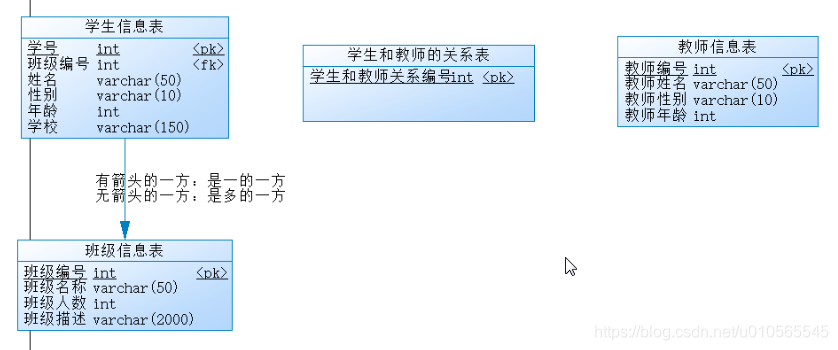 学生信息表
学号 int <pk>
班级编号 int <fk>
姓名 varchar(50)
性别 varchar(10)
年龄 int
学校 varchar(150)
学生和教师的关系表
学生和教师关系编号int <pk>
教师信息表
教师编号 int <pk>
教师姓名 varchar(50)
教师性别 varchar(10)
教师年龄 int
有箭头的一方：是一的一方
无箭头的一方：是多的一方
班级信息表
班级编号 int <pk>
班级名称 varchar(50)
班级人数 int
班级描述 varchar(2000)
https://blog.csdn.net/u010565545